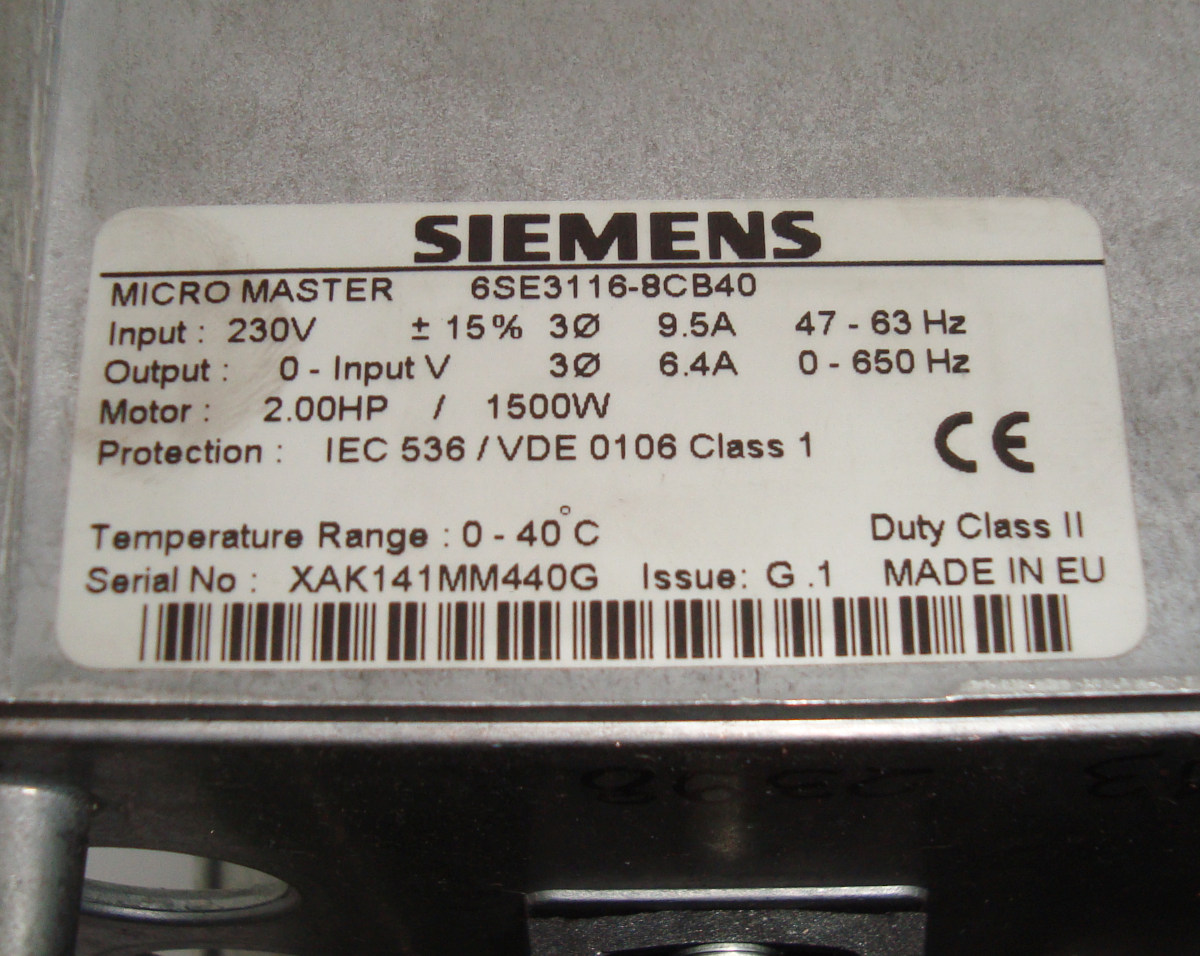 SIEMENS
MICRO MASTER 6SE3116-8CB40
Input : 230V ± 15% 3Ø 9.5A 47 - 63 Hz
Output : 0 - Input V 3Ø 6.4A 0 - 650 Hz
Motor : 2.00HP / 1500W
Protection : IEC 536 / VDE 0106 Class 1
CE
Temperature Range : 0 - 40°C Duty Class II
Serial No : XAK141MM440G Issue: G .1 MADE IN EU